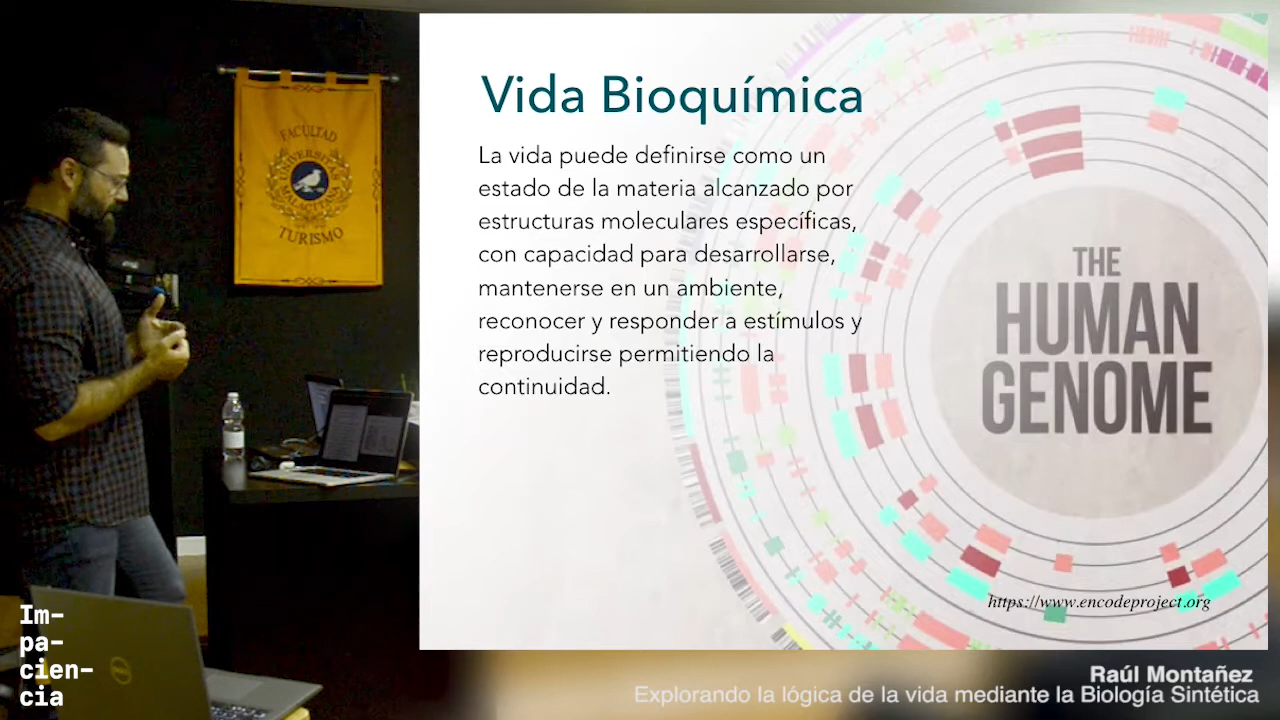 FACULTAD
TURISMO
Vida Bioquímica
La vida puede definirse como un
estado de la materia alcanzado por
estructuras moleculares específicas,
con capacidad para desarrollarse,
mantenerse en un ambiente,
reconocer y responder a estímulos y
reproducirse permitiendo la
continuidad.
THE
HUMAN
GENOME
https://www.encodeproject.org
Im-
pa-
cien-
cia
DELL
Raúl Montañez
Explorando la lógica de la vida mediante la Biología Sintética